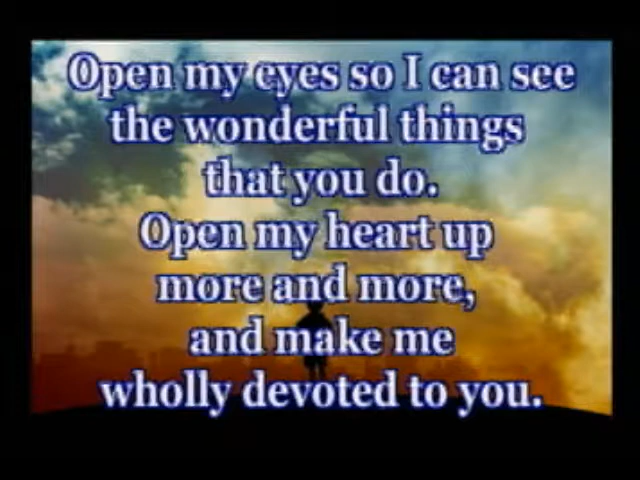 Open my eyes so I can see
the wonderful things
that you do.
Open my heart up
more and more,
and make me
wholly devoted to you.